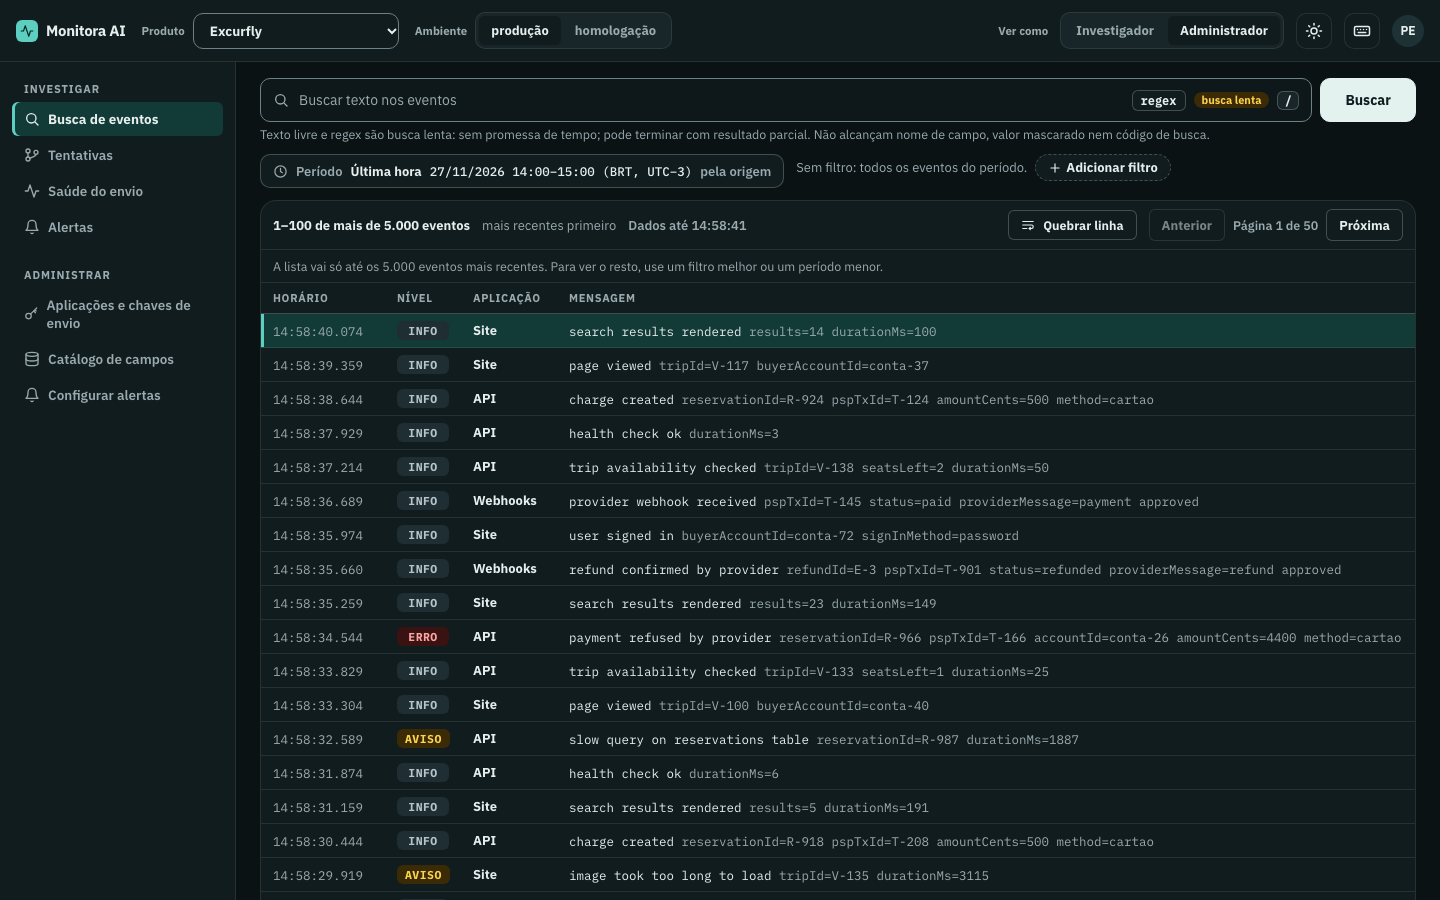 Monitora AI Produto Excurfly Ambiente produção homologação Ver como Investigador Administrador PE
INVESTIGAR
Busca de eventos
Tentativas
Saúde do envio
Alertas
ADMINISTRAR
Aplicações e chaves de
envio
Catálogo de campos
Configurar alertas
Buscar texto nos eventos regex busca lenta / Buscar
Texto livre e regex são busca lenta: sem promessa de tempo; pode terminar com resultado parcial. Não alcançam nome de campo, valor mascarado nem código de busca.
Período Última hora 27/11/2026 14:00–15:00 (BRT, UTC−3) pela origem Sem filtro: todos os eventos do período. + Adicionar filtro
1–100 de mais de 5.000 eventos mais recentes primeiro Dados até 14:58:41 Quebrar linha Anterior Página 1 de 50 Próxima
A lista vai só até os 5.000 eventos mais recentes. Para ver o resto, use um filtro melhor ou um período menor.
HORÁRIO NÍVEL APLICAÇÃO MENSAGEM
14:58:40.074 INFO Site search results rendered results=14 durationMs=100
14:58:39.359 INFO Site page viewed tripId=V-117 buyerAccountId=conta-37
14:58:38.644 INFO API charge created reservationId=R-924 pspTxId=T-124 amountCents=500 method=cartao
14:58:37.929 INFO API health check ok durationMs=3
14:58:37.214 INFO API trip availability checked tripId=V-138 seatsLeft=2 durationMs=50
14:58:36.689 INFO Webhooks provider webhook received pspTxId=T-145 status=paid providerMessage=payment approved
14:58:35.974 INFO Site user signed in buyerAccountId=conta-72 signInMethod=password
14:58:35.660 INFO Webhooks refund confirmed by provider refundId=E-3 pspTxId=T-901 status=refunded providerMessage=refund approved
14:58:35.259 INFO Site search results rendered results=23 durationMs=149
14:58:34.544 ERRO API payment refused by provider reservationId=R-966 pspTxId=T-166 accountId=conta-26 amountCents=4400 method=cartao
14:58:33.829 INFO API trip availability checked tripId=V-133 seatsLeft=1 durationMs=25
14:58:33.304 INFO Site page viewed tripId=V-100 buyerAccountId=conta-40
14:58:32.589 AVISO API slow query on reservations table reservationId=R-987 durationMs=1887
14:58:31.874 INFO API health check ok durationMs=6
14:58:31.159 INFO Site search results rendered results=5 durationMs=191
14:58:30.444 INFO API charge created reservationId=R-918 pspTxId=T-208 amountCents=500 method=cartao
14:58:29.919 AVISO Site image took too long to load tripId=V-135 durationMs=3115